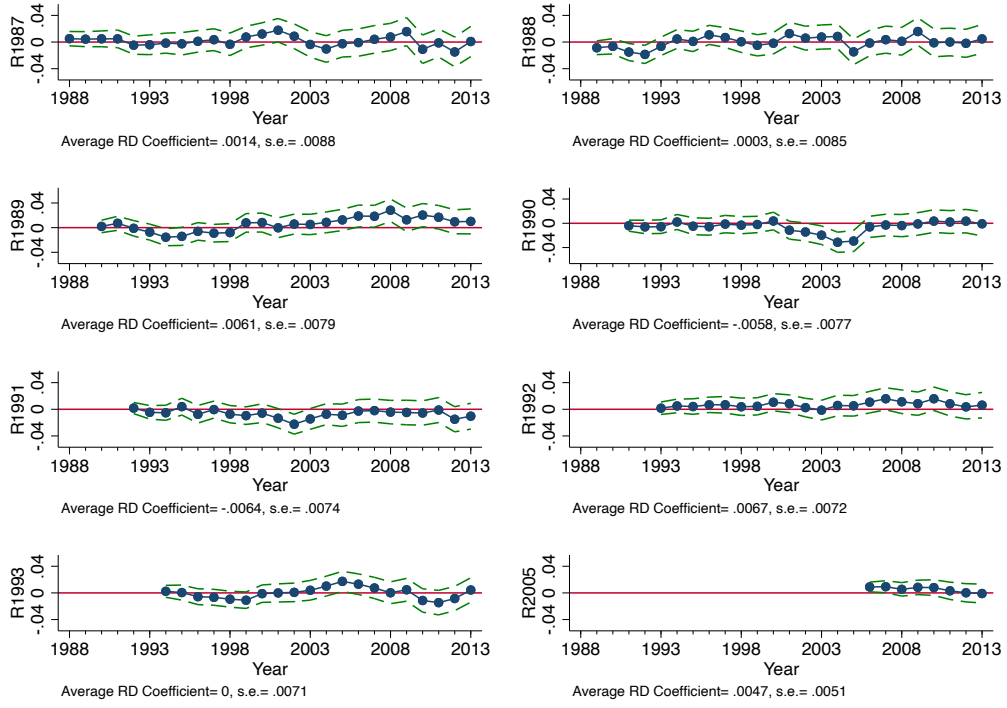 R1987
.04
0
-.04
1988 1993 1998 2003 2008 2013
Year
Average RD Coefficient= .0014, s.e.= .0088
R1988
.04
0
-.04
1988 1993 1998 2003 2008 2013
Year
Average RD Coefficient= .0003, s.e.= .0085
R1989
.04
0
-.04
1988 1993 1998 2003 2008 2013
Year
Average RD Coefficient= .0061, s.e.= .0079
R1990
.04
0
-.04
1988 1993 1998 2003 2008 2013
Year
Average RD Coefficient= -.0058, s.e.= .0077
R1991
.04
0
-.04
1988 1993 1998 2003 2008 2013
Year
Average RD Coefficient= -.0064, s.e.= .0074
R1992
.04
0
-.04
1988 1993 1998 2003 2008 2013
Year
Average RD Coefficient= .0067, s.e.= .0072
R1993
.04
0
-.04
1988 1993 1998 2003 2008 2013
Year
Average RD Coefficient= 0, s.e.= .0071
R2005
.04
0
-.04
1988 1993 1998 2003 2008 2013
Year
Average RD Coefficient= .0047, s.e.= .0051